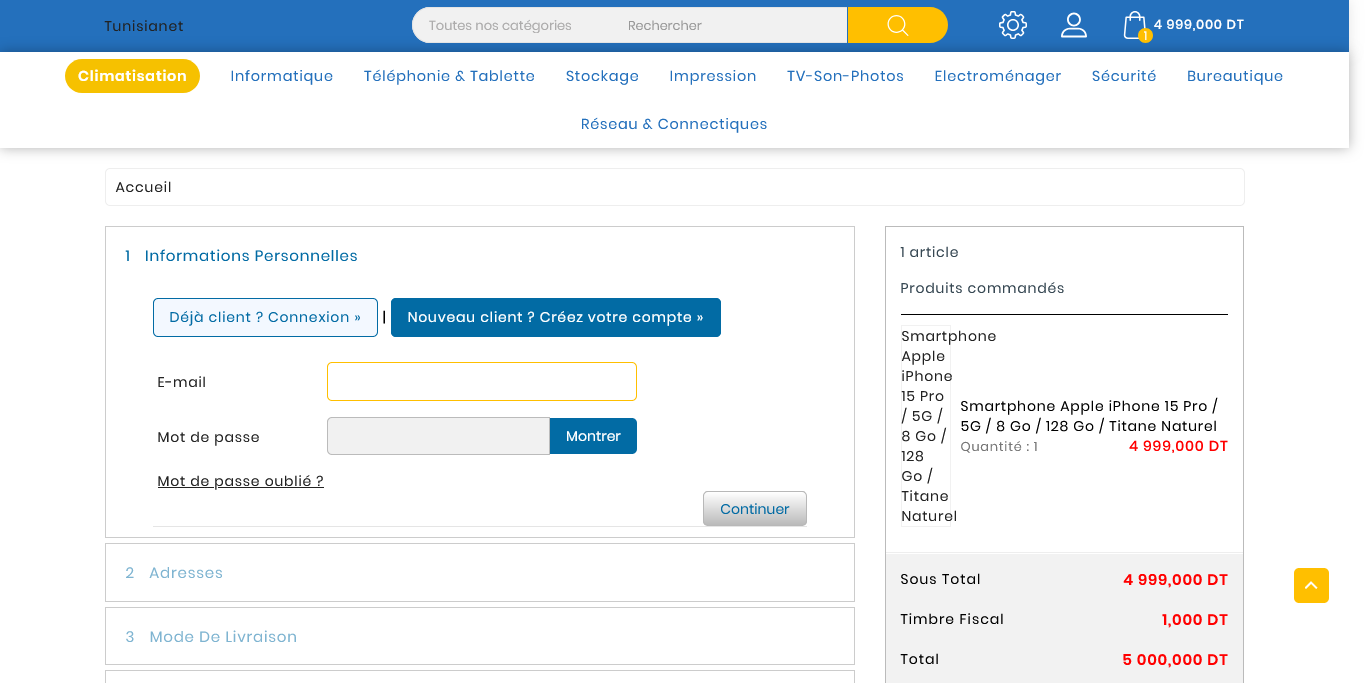 Tunisianet
Toutes nos catégories
Rechercher
1
4 999,000 DT
Climatisation
Informatique
Téléphonie & Tablette
Stockage
Impression
TV-Son-Photos
Electroménager
Sécurité
Bureautique
Réseau & Connectiques
Accueil
1 Informations Personnelles
Déjà client ? Connexion » | Nouveau client ? Créez votre compte »
E-mail
Mot de passe
Montrer
Mot de passe oublié ?
Continuer
2 Adresses
3 Mode De Livraison
1 article
Produits commandés
Smartphone
Apple
iPhone
15 Pro
/ 5G /
8 Go /
128
Go /
Titane
Naturel
Smartphone Apple iPhone 15 Pro /
5G / 8 Go / 128 Go / Titane Naturel
Quantité : 1
4 999,000 DT
Sous Total
4 999,000 DT
Timbre Fiscal
1,000 DT
Total
5 000,000 DT